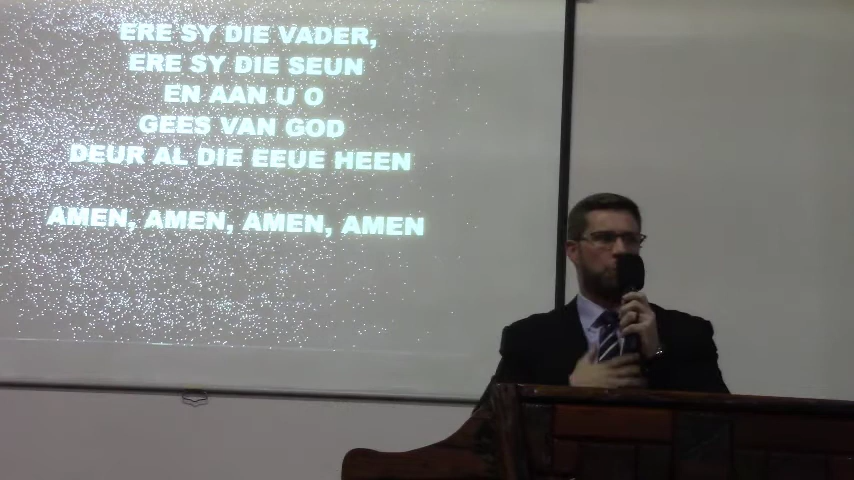 ERE SY DIE VADER,
ERE SY DIE SEUN
EN AAN U O
GEES VAN GOD
DEUR AL DIE EEUE HEEN
AMEN, AMEN, AMEN, AMEN